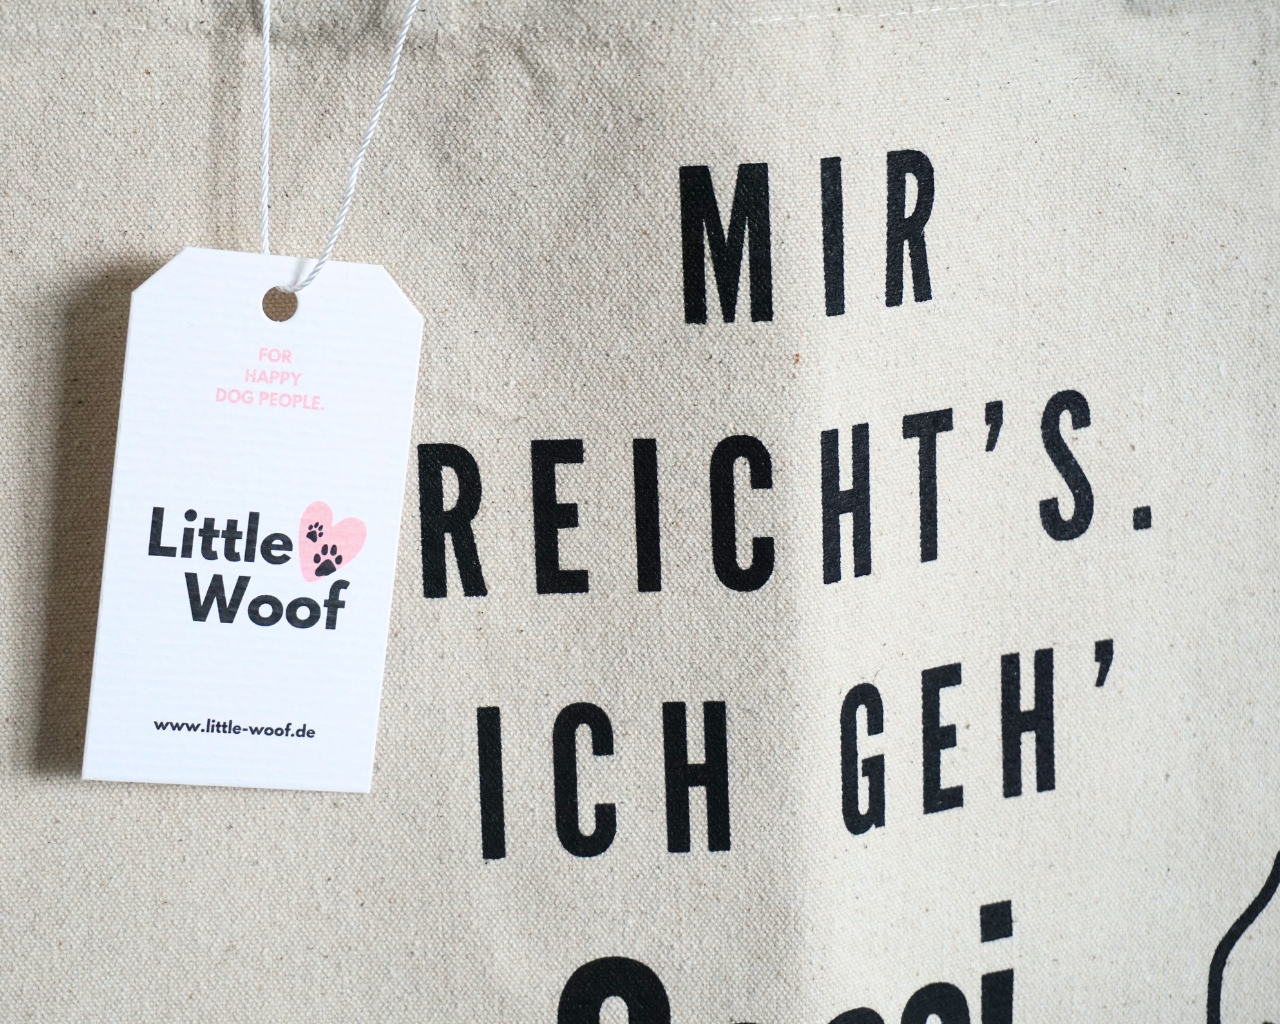 FOR
HAPPY
DOG PEOPLE.
Little
Woof
www.little-woof.de
MIR
REICHT’S.
ICH GEH’